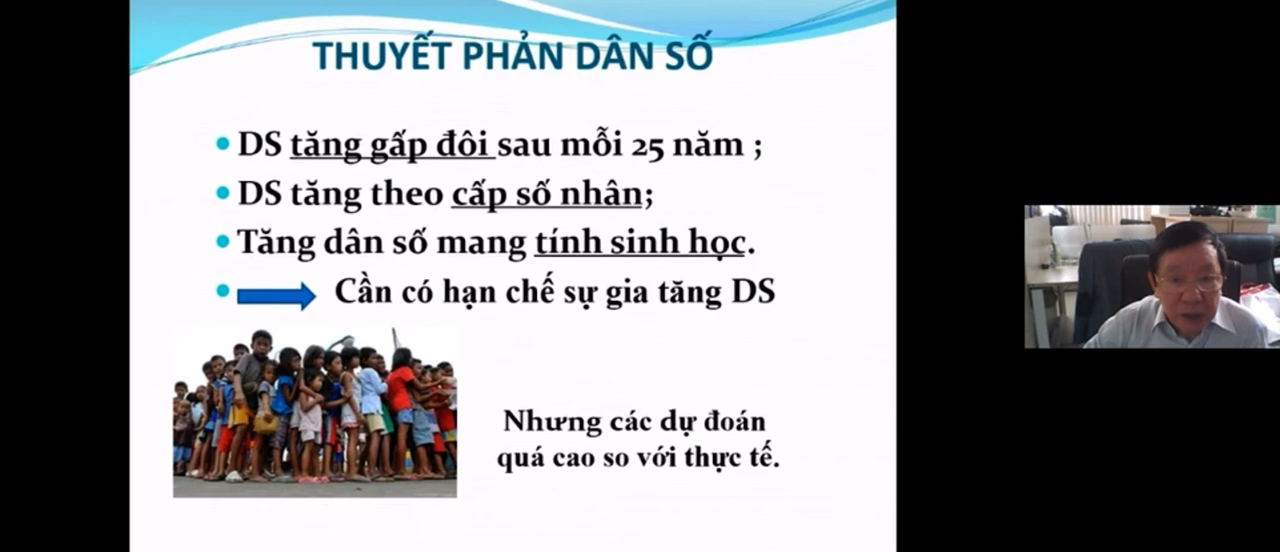 THUYẾT PHẢN DÂN SỐ
DS tăng gấp đôi sau mỗi 25 năm ;
DS tăng theo cấp số nhân;
Tăng dân số mang tính sinh học.
Cần có hạn chế sự gia tăng DS
Nhưng các dự đoán
quá cao so với thực tế.